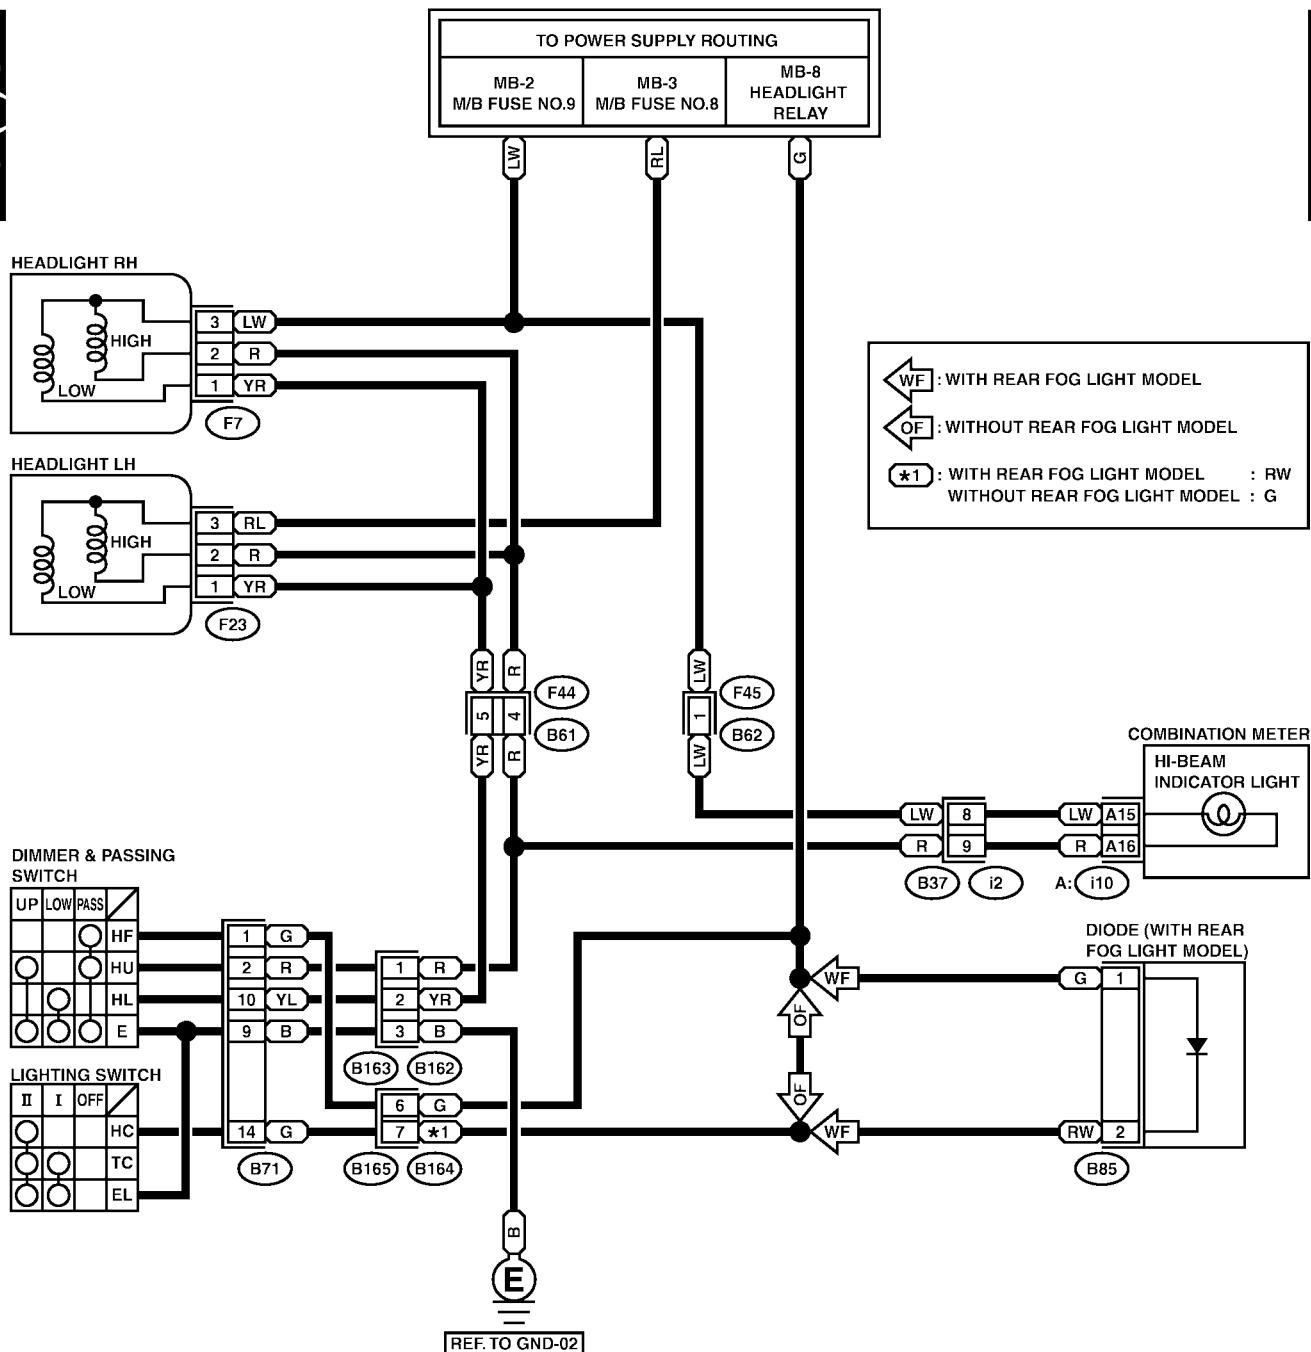 TO POWER SUPPLY ROUTING
MB-2
M/B FUSE NO.9
MB-3
M/B FUSE NO.8
MB-8
HEADLIGHT
RELAY
LW
RL
G
HEADLIGHT RH
HIGH
LOW
3 LW
2 R
1 YR
F7
WF : WITH REAR FOG LIGHT MODEL
OF : WITHOUT REAR FOG LIGHT MODEL
*1 : WITH REAR FOG LIGHT MODEL : RW
WITHOUT REAR FOG LIGHT MODEL : G
HEADLIGHT LH
HIGH
LOW
3 RL
2 R
1 YR
F23
YR R
5 4
YR R
F44
B61
LW
1
LW
F45
B62
COMBINATION METER
HI-BEAM
INDICATOR LIGHT
LW 8 LW A15
R 9 R A16
B37 i2 A: i10
DIMMER & PASSING
SWITCH
UP LOW PASS
HF
HU
HL
E
1 G
2 R
10 YL
9 B
1 R
2 YR
3 B
B163 B162
DIODE (WITH REAR
FOG LIGHT MODEL)
WF G 1
OF
OF
WF RW 2
B85
LIGHTING SWITCH
II I OFF
HC
TC
EL
14 G
B71
6 G
7 *1
B165 B164
B
E
REF. TO GND-02